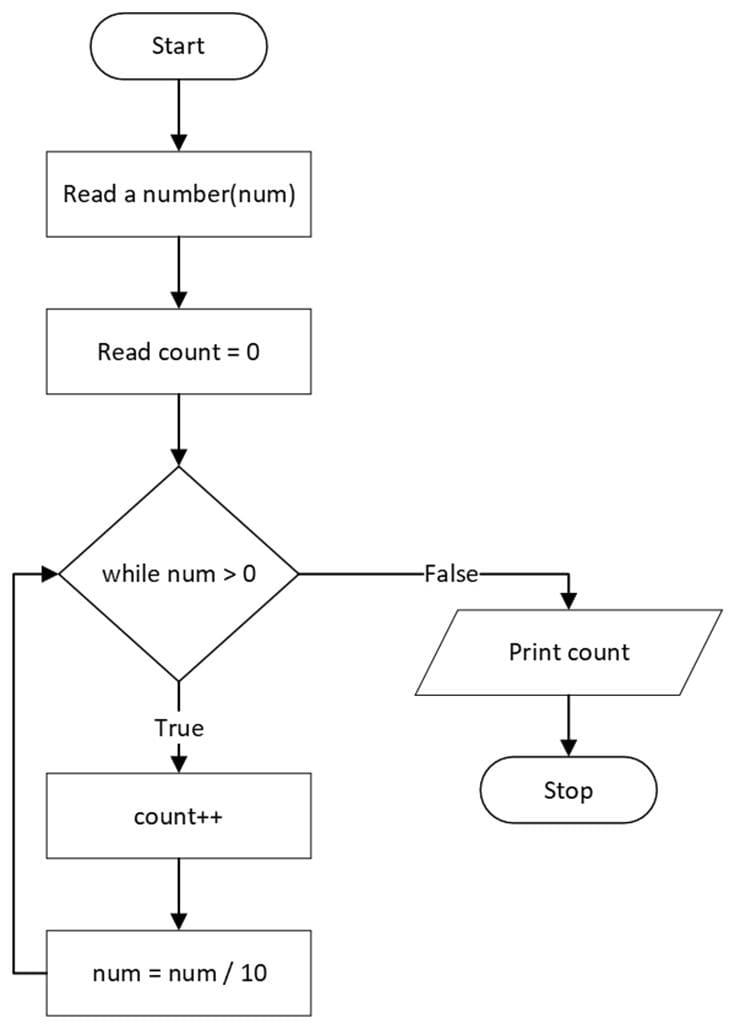 Start
Read a number(num)
Read count = 0
while num > 0
False
Print count
Stop
True
count++
num = num / 10